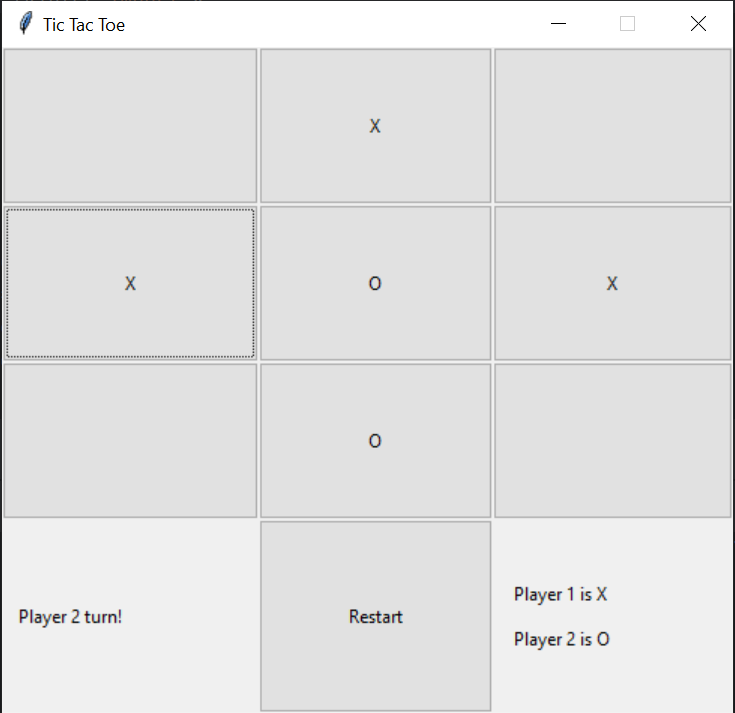 Tic Tac Toe
X
X O X
O
Player 2 turn!
Restart
Player 1 is X
Player 2 is O